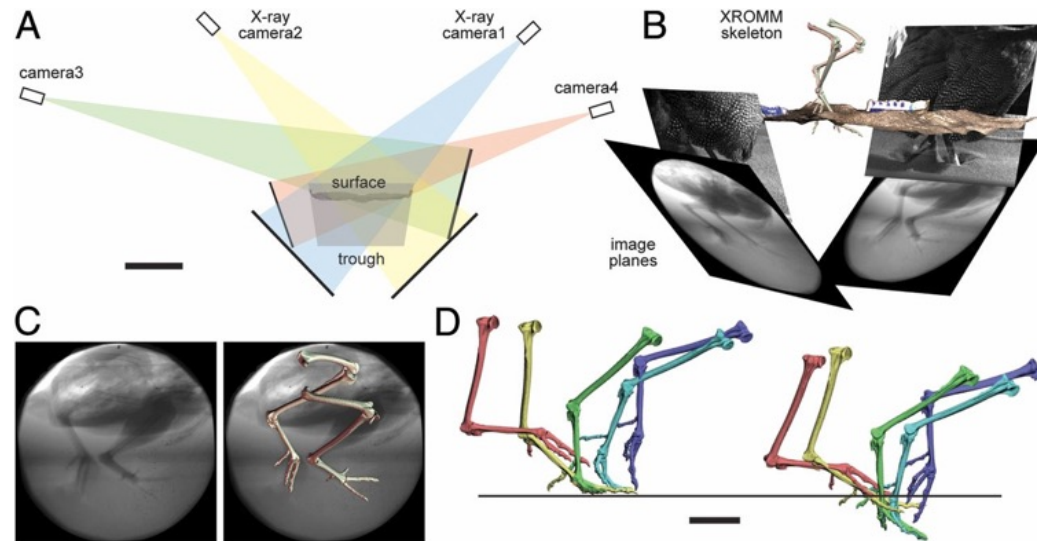 A
X-ray
camera2
X-ray
camera1
camera3
camera4
surface
trough
B
XROMM
skeleton
image
planes
C
D